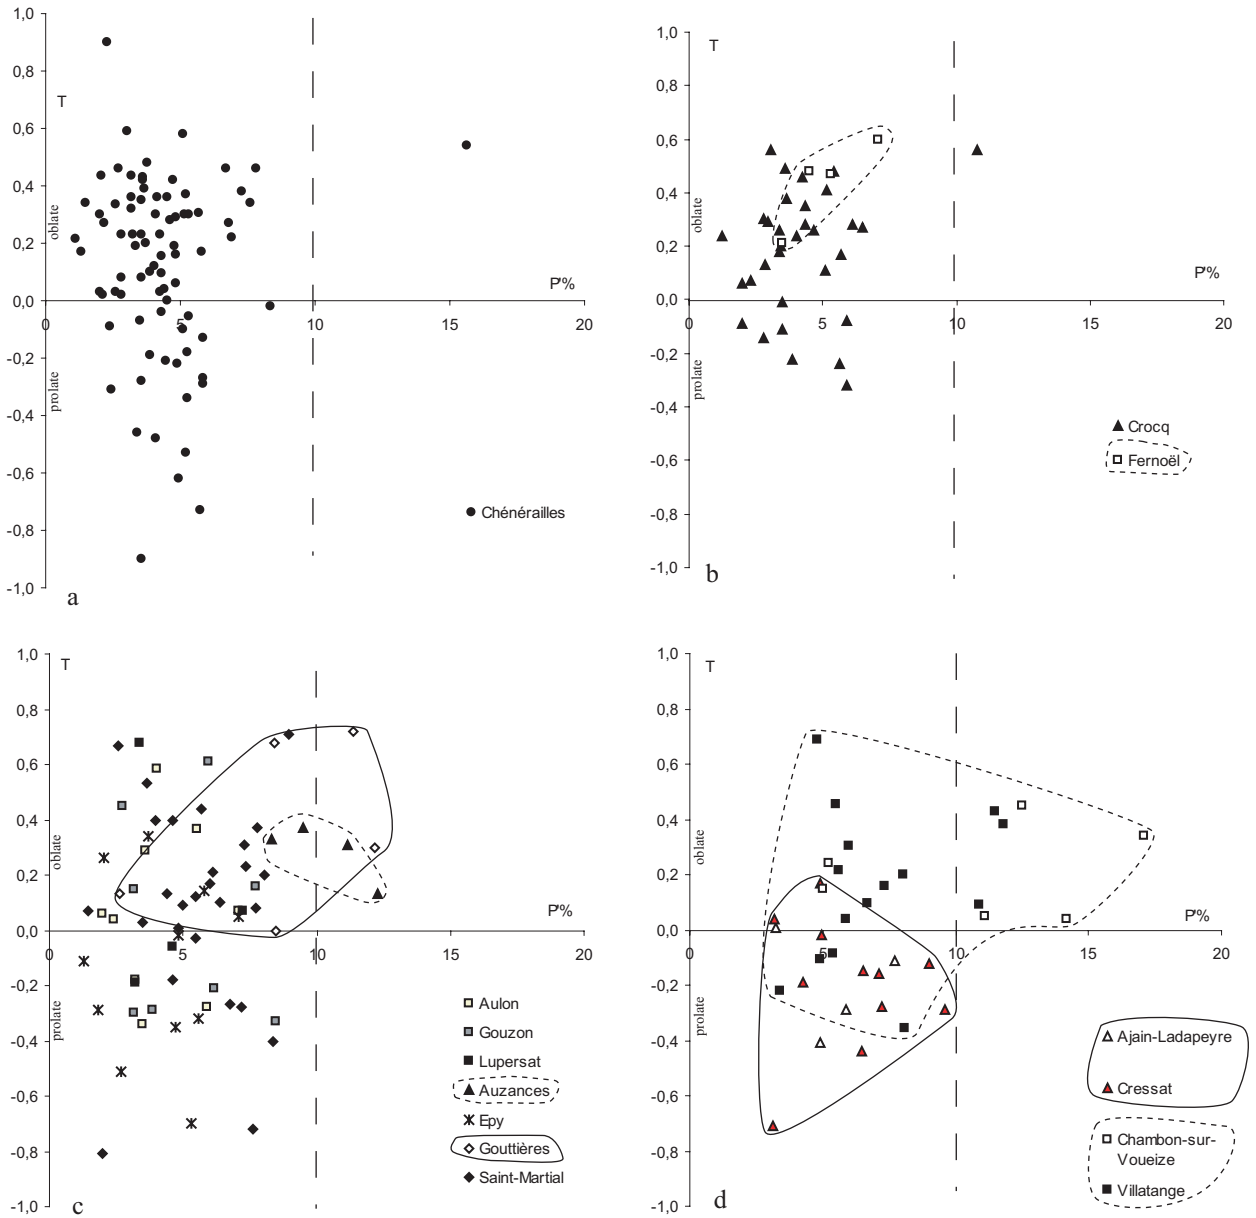 1,0
0,8
T
0,6
0,4
oblate
0,2
P'%
0,0
0
5
10
15
20
-0,2
prolate
-0,4
-0,6
Chénérailles
-0,8
-1,0
a
1,0
T
0,8
0,6
0,4
oblate
0,2
P'%
0,0
0
5
10
15
20
-0,2
prolate
-0,4
Crocq
-0,6
Fernoël
-0,8
-1,0
b
1,0
T
0,8
0,6
0,4
oblate
0,2
P'%
0,0
0
5
10
15
20
-0,2
prolate
Aulon
-0,4
Gouzon
Lupersat
-0,6
Auzances
Epy
-0,8
Gouttières
Saint-Martial
-1,0
c
1,0
T
0,8
0,6
0,4
oblate
0,2
P'%
0,0
0
5
10
15
20
-0,2
prolate
-0,4
Ajain-Ladapeyre
-0,6
Cressat
-0,8
Chambon-sur-
Voueize
Villatange
-1,0
d